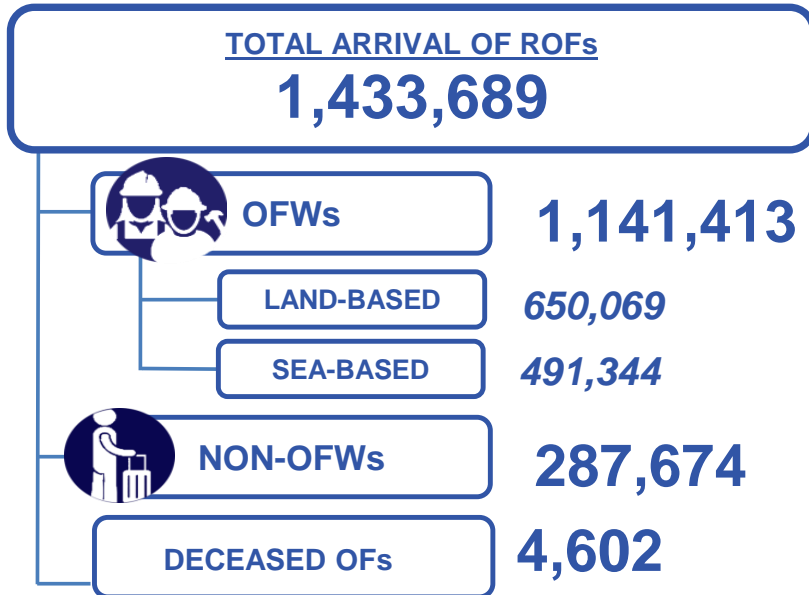 TOTAL ARRIVAL OF ROFs
1,433,689
OFWs 1,141,413
LAND-BASED 650,069
SEA-BASED 491,344
NON-OFWs 287,674
DECEASED OFs 4,602